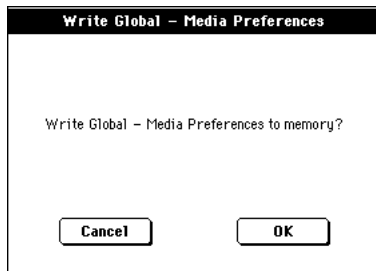 Write Global – Media Preferences
Write Global – Media Preferences to memory?
Cancel
OK